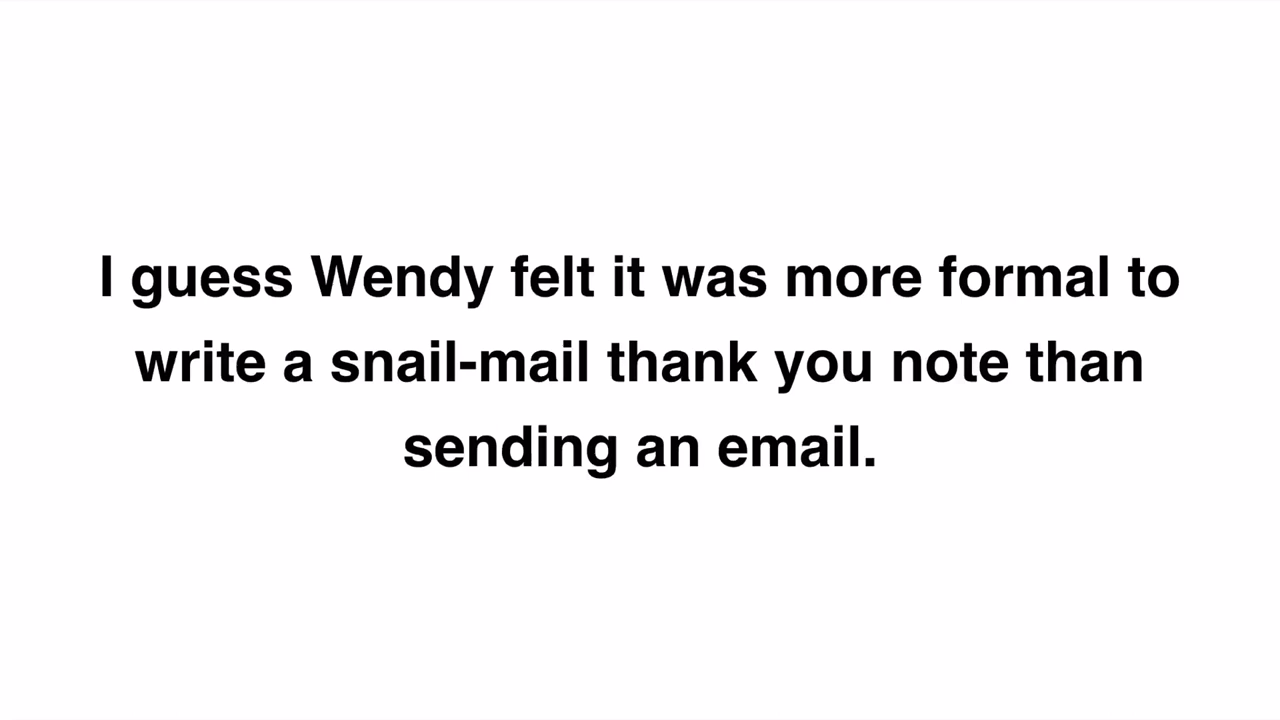 I guess Wendy felt it was more formal to
write a snail-mail thank you note than
sending an email.